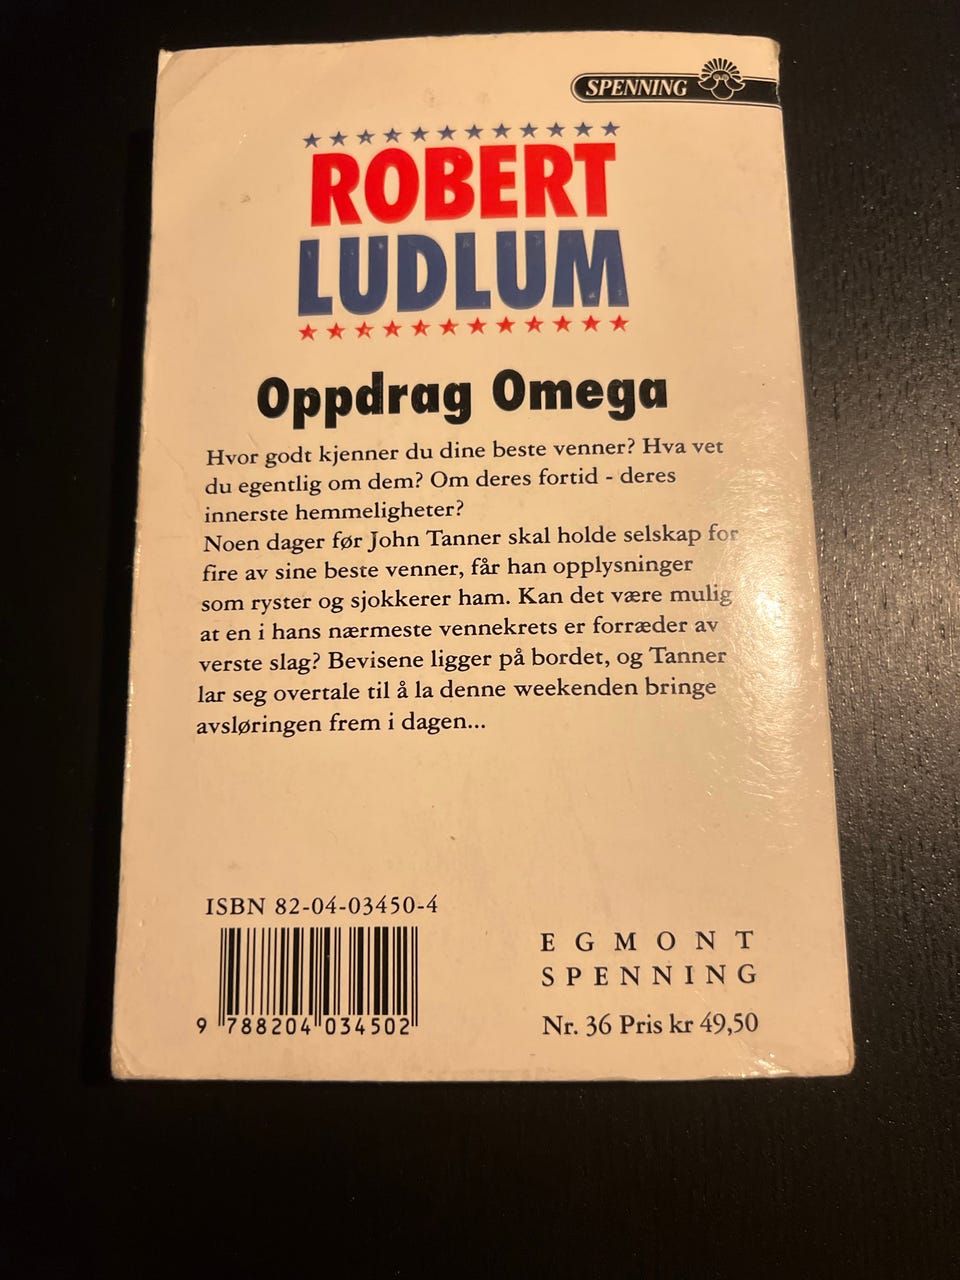 SPENNING
ROBERT
LUDLUM
Oppdrag Omega
Hvor godt kjenner du dine beste venner? Hva vet
du egentlig om dem? Om deres fortid - deres
innerste hemmeligheter?
Noen dager før John Tanner skal holde selskap for
fire av sine beste venner, får han opplysninger
som ryster og sjokkerer ham. Kan det være mulig
at en i hans nærmeste vennekrets er forræder av
verste slag? Bevisene ligger på bordet, og Tanner
lar seg overtale til å la denne weekenden bringe
avsløringen frem i dagen...
ISBN 82-04-03450-4
9 788204 034502
EGMONT
SPENNING
Nr. 36 Pris kr 49,50